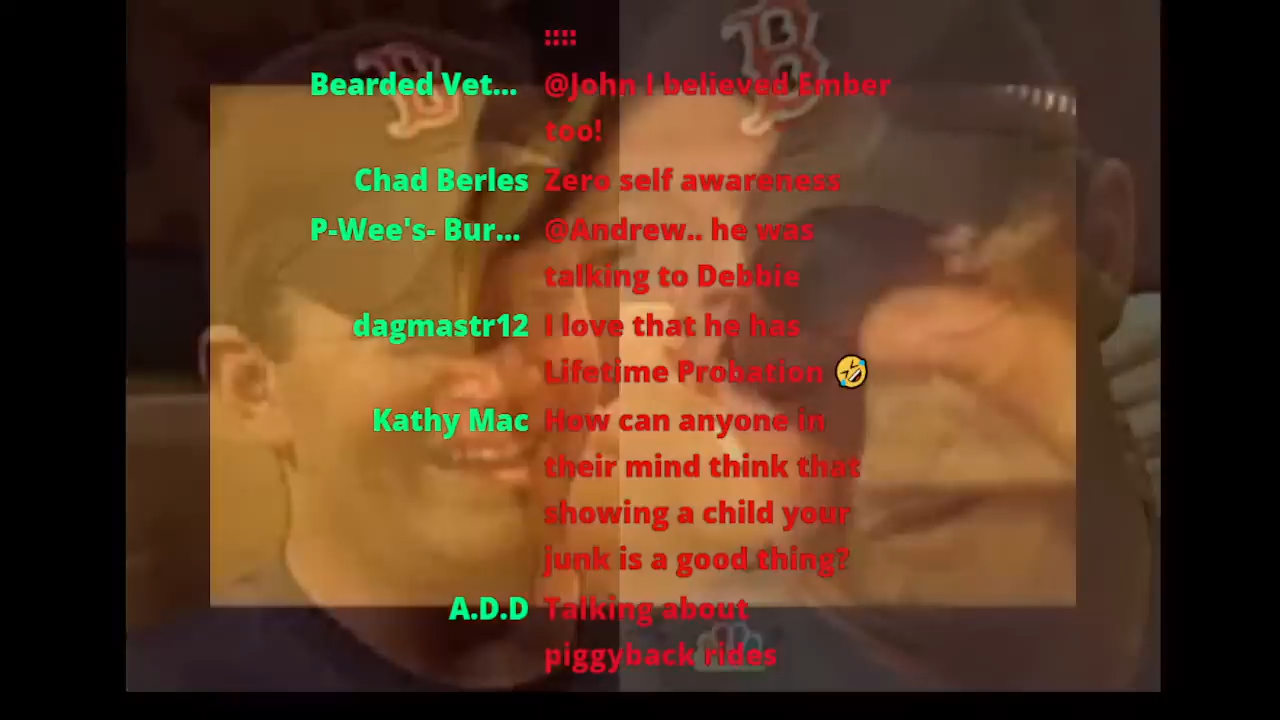 ::::
Bearded Vet... @John I believed Ember
too!
Chad Berles Zero self awareness
P-Wee's- Bur... @Andrew.. he was
talking to Debbie
dagmastr12 I love that he has
Lifetime Probation 🤣
Kathy Mac How can anyone in
their mind think that
showing a child your
junk is a good thing?
A.D.D Talking about
piggyback rides
B
B